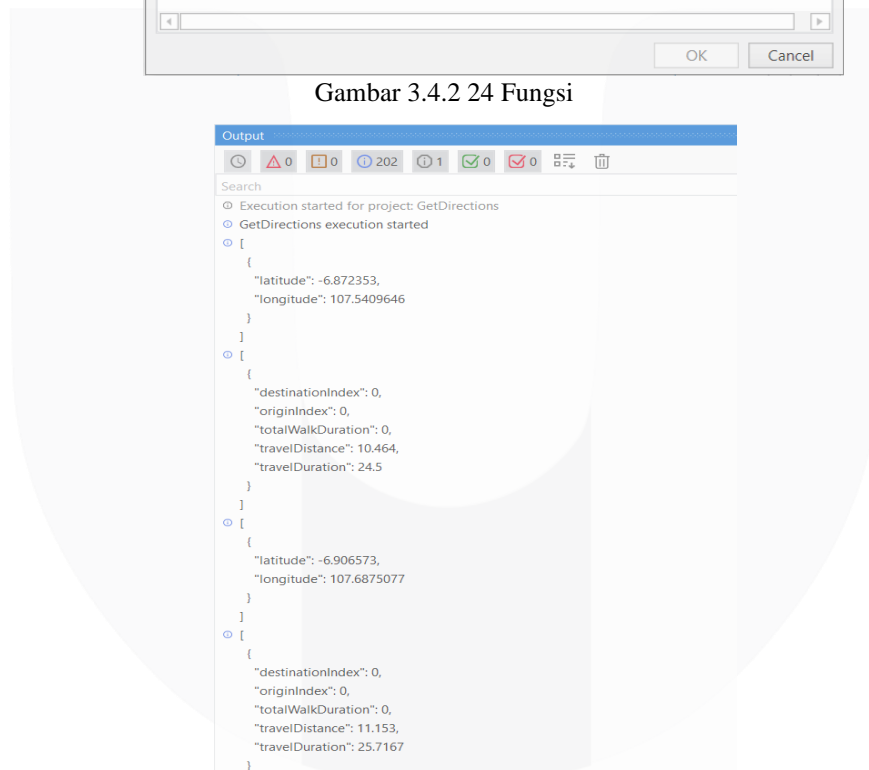 OK Cancel
Gambar 3.4.2 24 Fungsi
Output
0 0 202 1 0 0
Search
Execution started for project: GetDirections
GetDirections execution started
[
{
"latitude": -6.872353,
"longitude": 107.5409646
}
]
[
{
"destinationIndex": 0,
"originIndex": 0,
"totalWalkDuration": 0,
"travelDistance": 10.464,
"travelDuration": 24.5
}
]
[
{
"latitude": -6.906573,
"longitude": 107.6875077
}
]
[
{
"destinationIndex": 0,
"originIndex": 0,
"totalWalkDuration": 0,
"travelDistance": 11.153,
"travelDuration": 25.7167
}